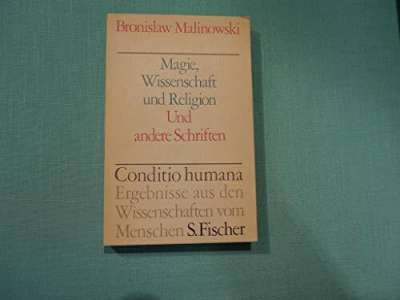 Bronislaw Malinowski
Magie,
Wissenschaft
und Religion
Und
andere Schriften
Conditio humana
Ergebnisse aus den
Wissenschaften vom
Menschen S.Fischer